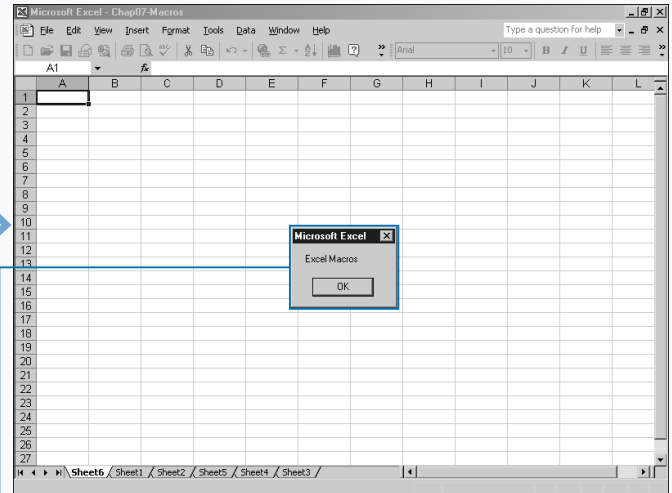 Microsoft Excel - Chap07-Macros
File Edit View Insert Format Tools Data Window Help
Type a question for help
Arial 10 B I U
A1 fx
A B C D E F G H I J K L
1
2
3
4
5
6
7
8
9
10
11
12
13
14
15
16
17
18
19
20
21
22
23
24
25
26
27
Microsoft Excel
Excel Macros
OK
Sheet6 Sheet1 Sheet2 Sheet5 Sheet4 Sheet3